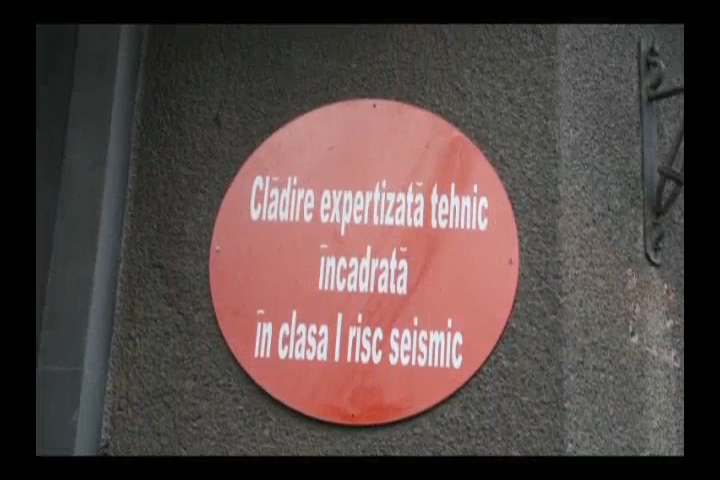 Clădire expertizată tehnic
încadrată
în clasa I risc seismic